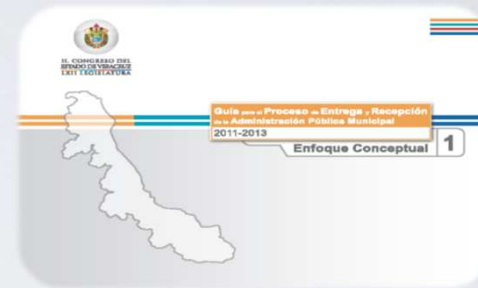 H. CONGRESO DEL
ESTADO DE VERACRUZ
LXII LEGISLATURA
Guía para el Proceso de Entrega y Recepción
de la Administración Pública Municipal
2011-2013
Enfoque Conceptual 1